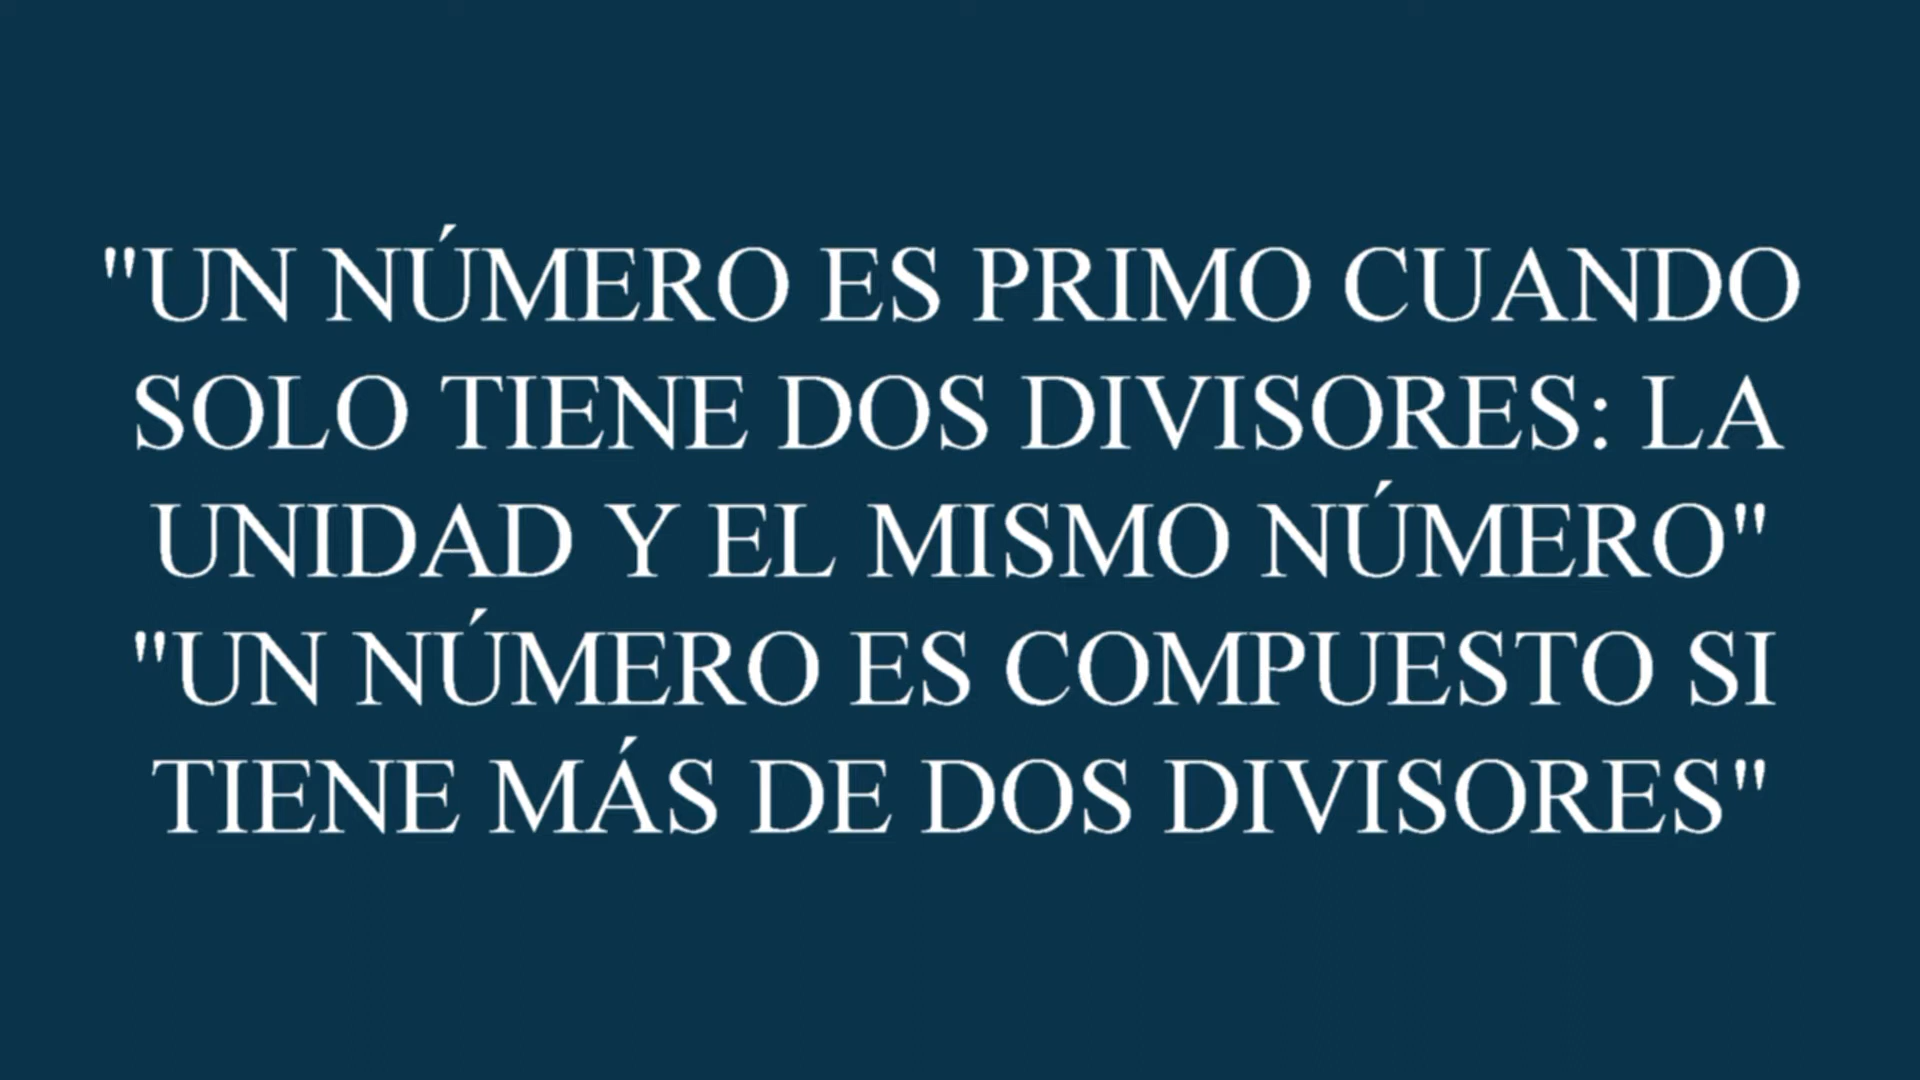 "UN NÚMERO ES PRIMO CUANDO
SOLO TIENE DOS DIVISORES: LA
UNIDAD Y EL MISMO NÚMERO"
"UN NÚMERO ES COMPUESTO SI
TIENE MÁS DE DOS DIVISORES"